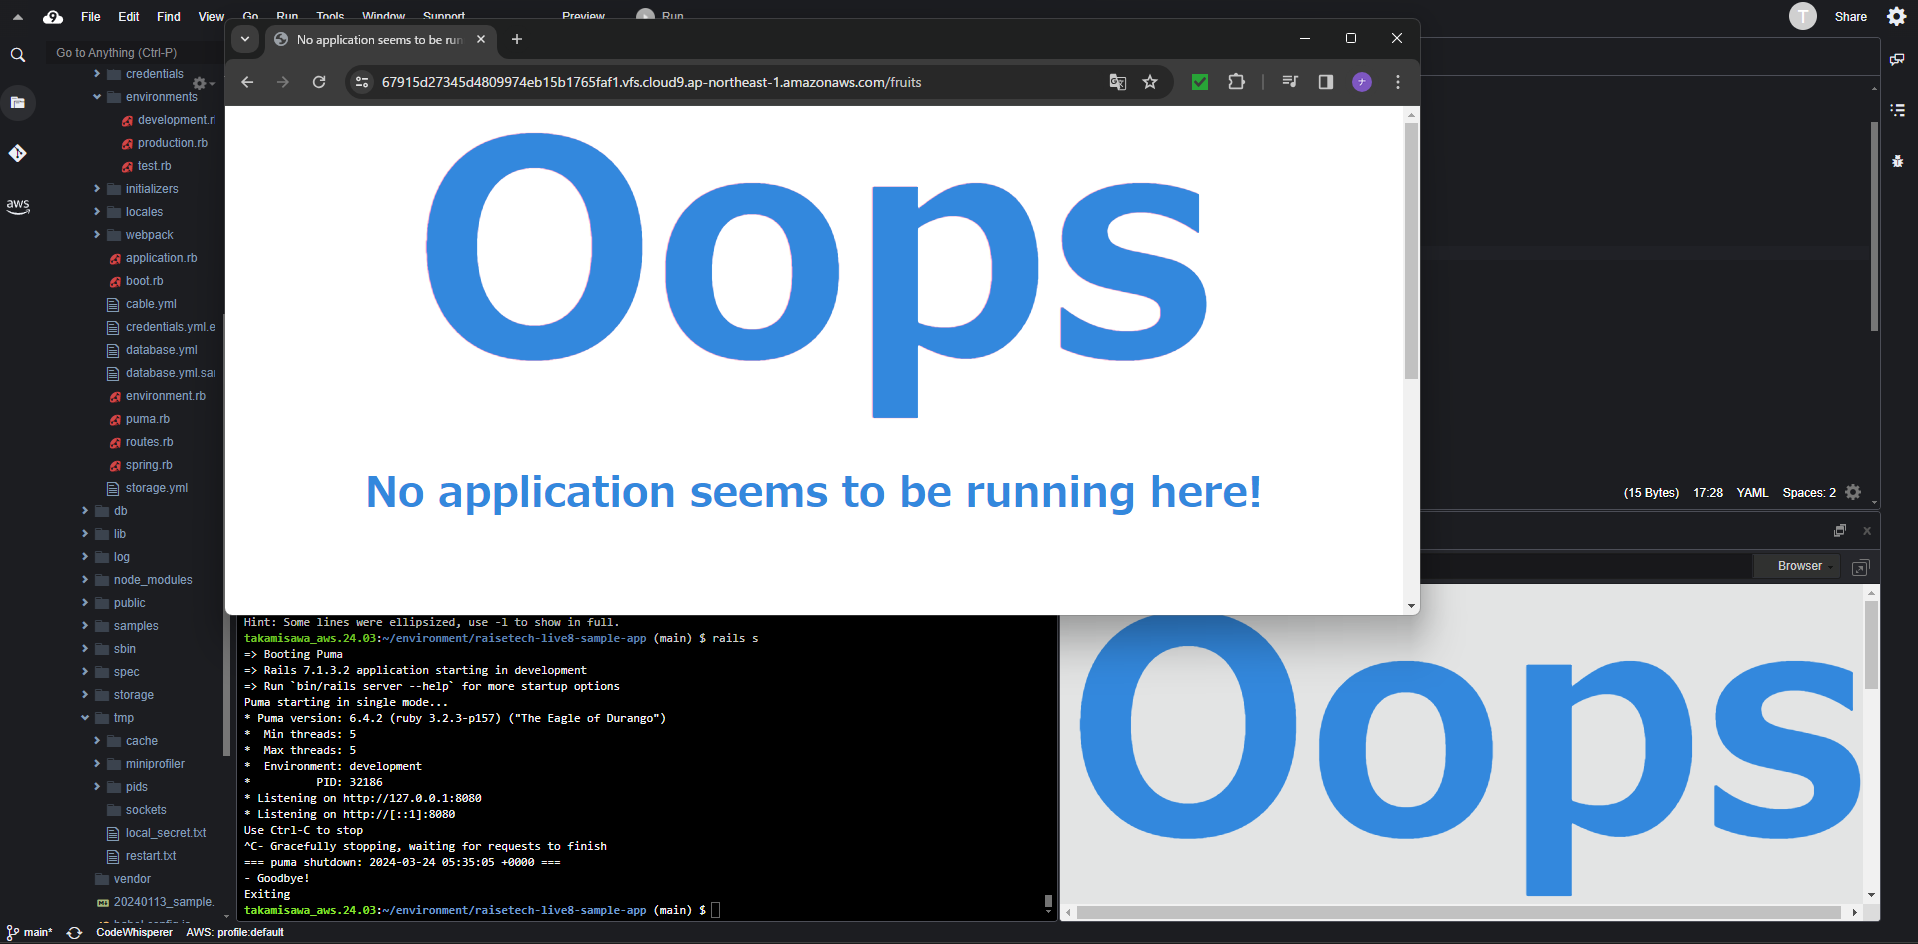 File Edit Find View Go Run Tools Window Support Preview Run
T Share
Go to Anything (Ctrl-P)
No application seems to be run
67915d27345d4809974eb15b1765faf1.vfs.cloud9.ap-northeast-1.amazonaws.com/fruits
aws
credentials
environments
development.r
production.rb
test.rb
initializers
locales
webpack
application.rb
boot.rb
cable.yml
credentials.yml.e
database.yml
database.yml.sa
environment.rb
puma.rb
routes.rb
spring.rb
storage.yml
db
lib
log
node_modules
public
samples
sbin
spec
storage
tmp
cache
miniprofiler
pids
sockets
local_secret.txt
restart.txt
vendor
20240113_sample.
Oops
No application seems to be running here!
(15 Bytes) 17:28 YAML Spaces: 2
Browser
Oops
Hint: Some lines were ellipsized, use -l to show in full.
takamisawa_aws.24.03:~/environment/raisetech-live8-sample-app (main) $ rails s
=> Booting Puma
=> Rails 7.1.3.2 application starting in development
=> Run `bin/rails server --help` for more startup options
Puma starting in single mode...
* Puma version: 6.4.2 (ruby 3.2.3-p157) ("The Eagle of Durango")
*  Min threads: 5
*  Max threads: 5
*  Environment: development
*          PID: 32186
* Listening on http://127.0.0.1:8080
* Listening on http://[::1]:8080
Use Ctrl-C to stop
^C- Gracefully stopping, waiting for requests to finish
=== puma shutdown: 2024-03-24 05:35:05 +0000 ===
- Goodbye!
Exiting
takamisawa_aws.24.03:~/environment/raisetech-live8-sample-app (main) $
main* CodeWhisperer AWS: profile:default